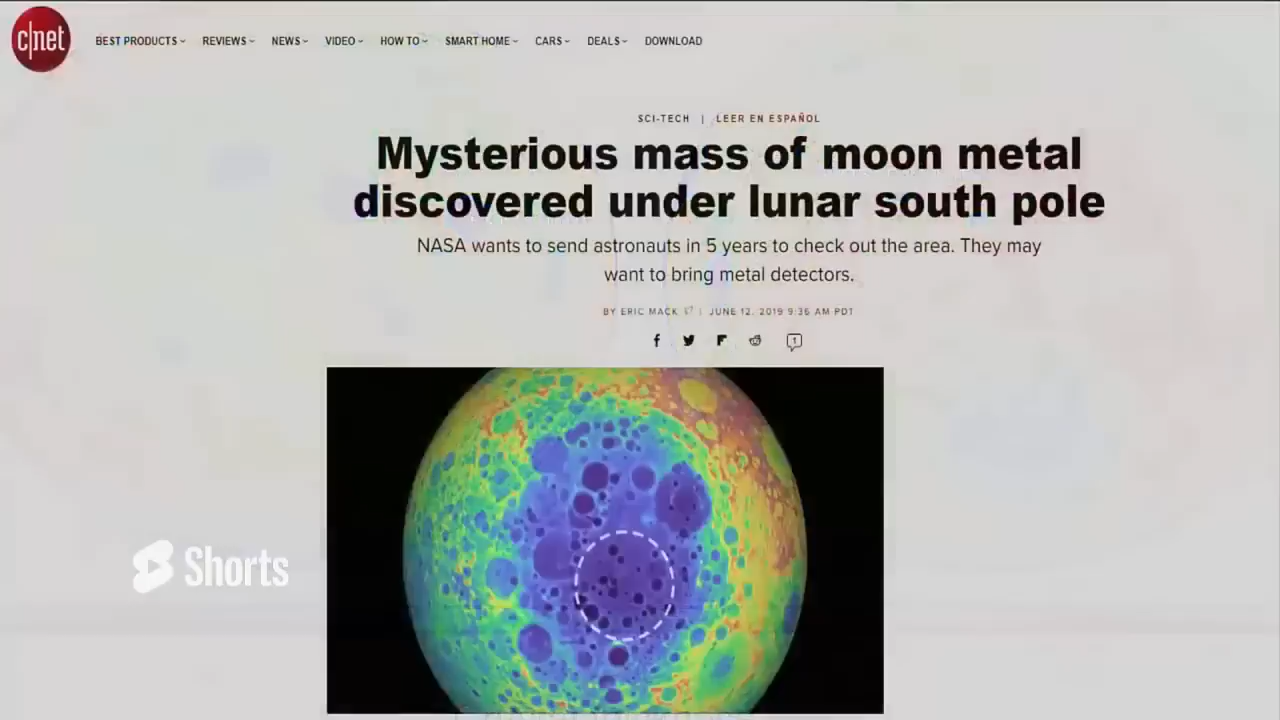 c|net
BEST PRODUCTS REVIEWS NEWS VIDEO HOW TO SMART HOME CARS DEALS DOWNLOAD
SCI-TECH | LEER EN ESPAÑOL
Mysterious mass of moon metal
discovered under lunar south pole
NASA wants to send astronauts in 5 years to check out the area. They may
want to bring metal detectors.
BY ERIC MACK | JUNE 12, 2019 9:36 AM PDT
1
Shorts